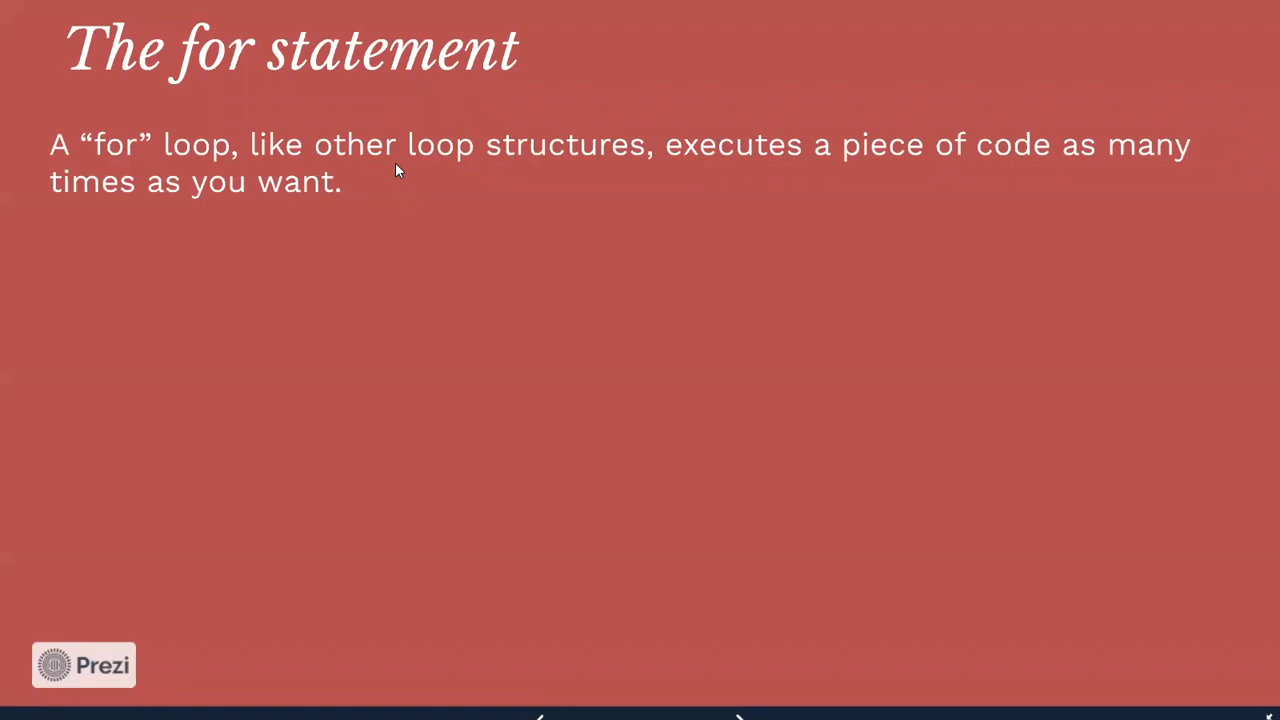 The for statement
A “for” loop, like other loop structures, executes a piece of code as many
times as you want.
Prezi